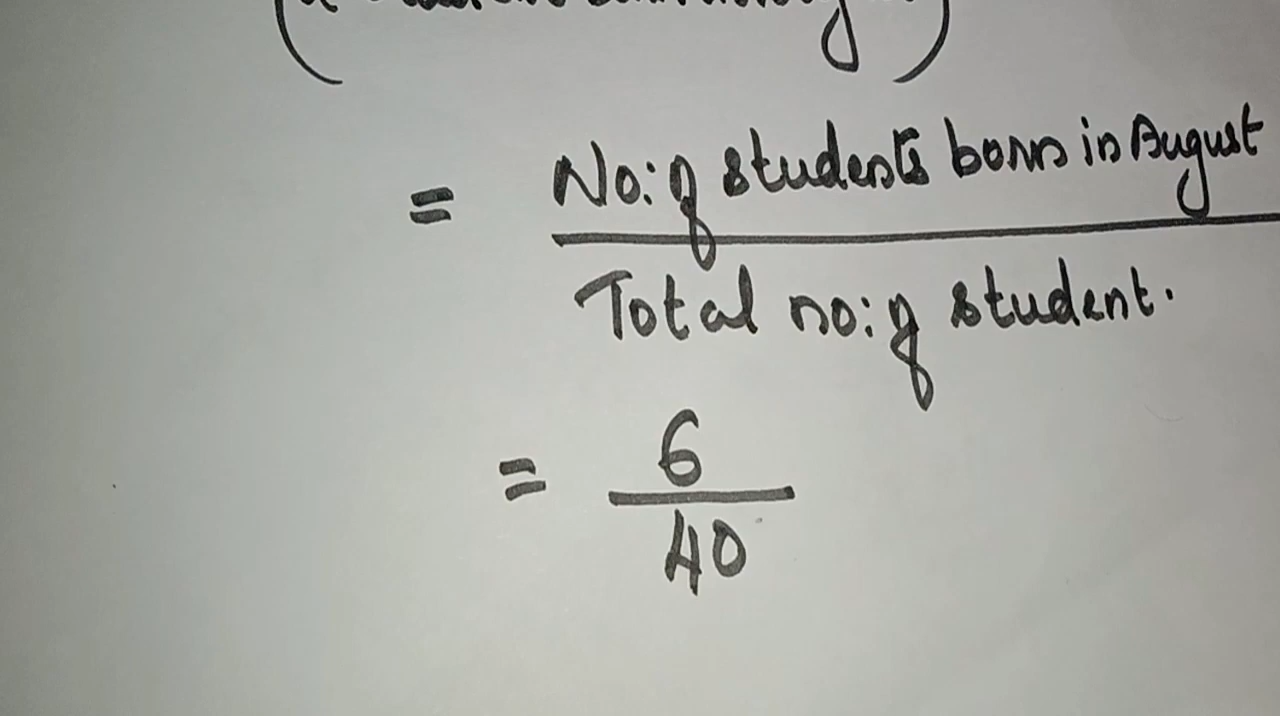 = No: of students born in August
Total no: of student.
= 6
40